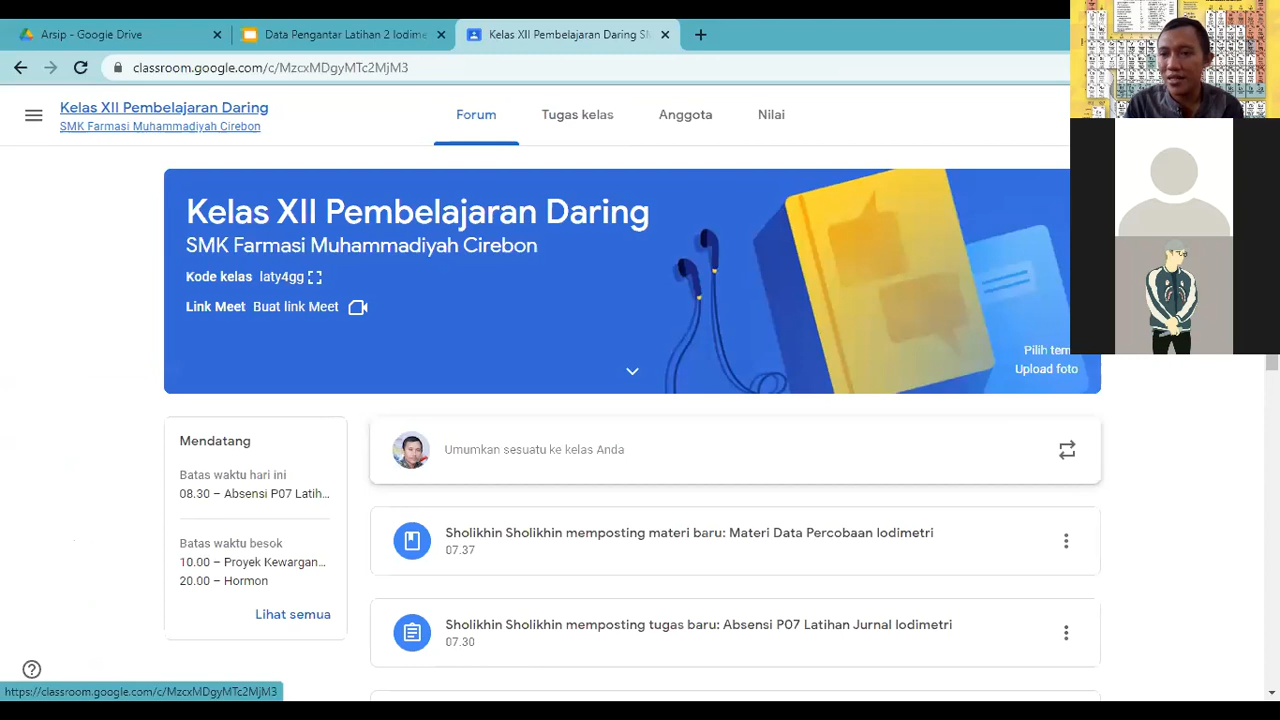 Arsip - Google Drive
Data Pengantar Latihan
Kelas XII Pembelajaran Daring
classroom.google.com/c/MzcxMDgyMTc2MjM3
Kelas XII Pembelajaran Daring
SMK Farmasi Muhammadiyah Cirebon
Forum
Tugas kelas
Anggota
Nilai
Kelas XII Pembelajaran Daring
SMK Farmasi Muhammadiyah Cirebon
Kode kelas laty4gg
Link Meet Buat link Meet
Pilih tem
Upload foto
Mendatang
Batas waktu hari ini
08.30 – Absensi P07 Latih...
Batas waktu besok
10.00 – Proyek Kewargan...
20.00 – Hormon
Lihat semua
Umumkan sesuatu ke kelas Anda
Sholikhin Sholikhin memposting materi baru: Materi Data Percobaan Iodimetri
07.37
Sholikhin Sholikhin memposting tugas baru: Absensi P07 Latihan Jurnal Iodimetri
07.30
https://classroom.google.com/c/MzcxMDgyMTc2MjM3